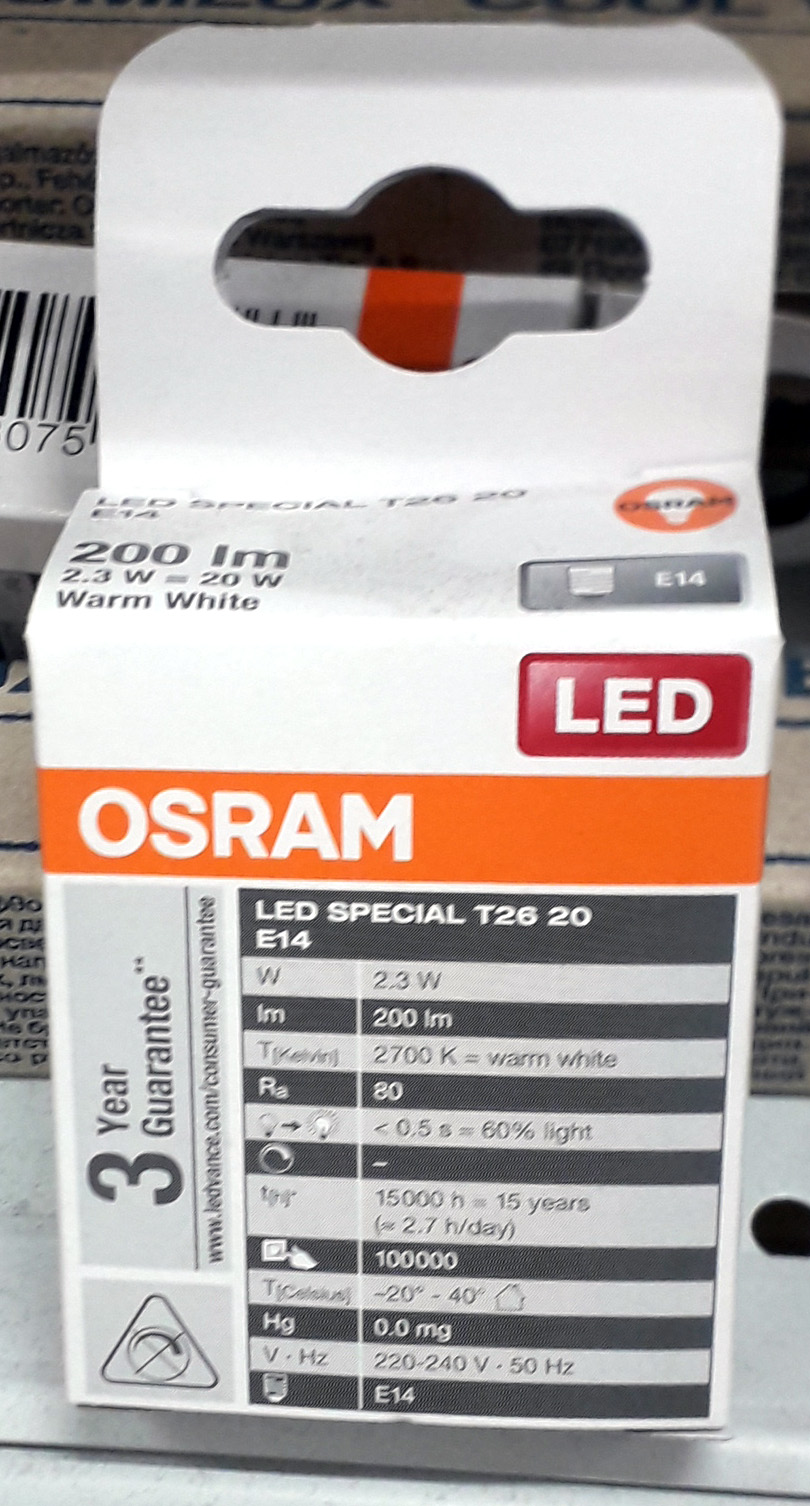 COOL
075
LED SPECIAL T26 20
E14
OSRAM
200 lm
2.3 W = 20 W
Warm White
E14
LED
OSRAM
3 Year
Guarantee**
www.ledvance.com/consumer-guarantee
LED SPECIAL T26 20
E14
W 2.3 W
lm 200 lm
T[Kelvin] 2700 K = warm white
Ra 80
< 0.5 s = 60% light
–
t[h]* 15000 h = 15 years
(≈ 2.7 h/day)
100000
T[Celsius] -20° - 40°
Hg 0.0 mg
V · Hz 220-240 V · 50 Hz
E14